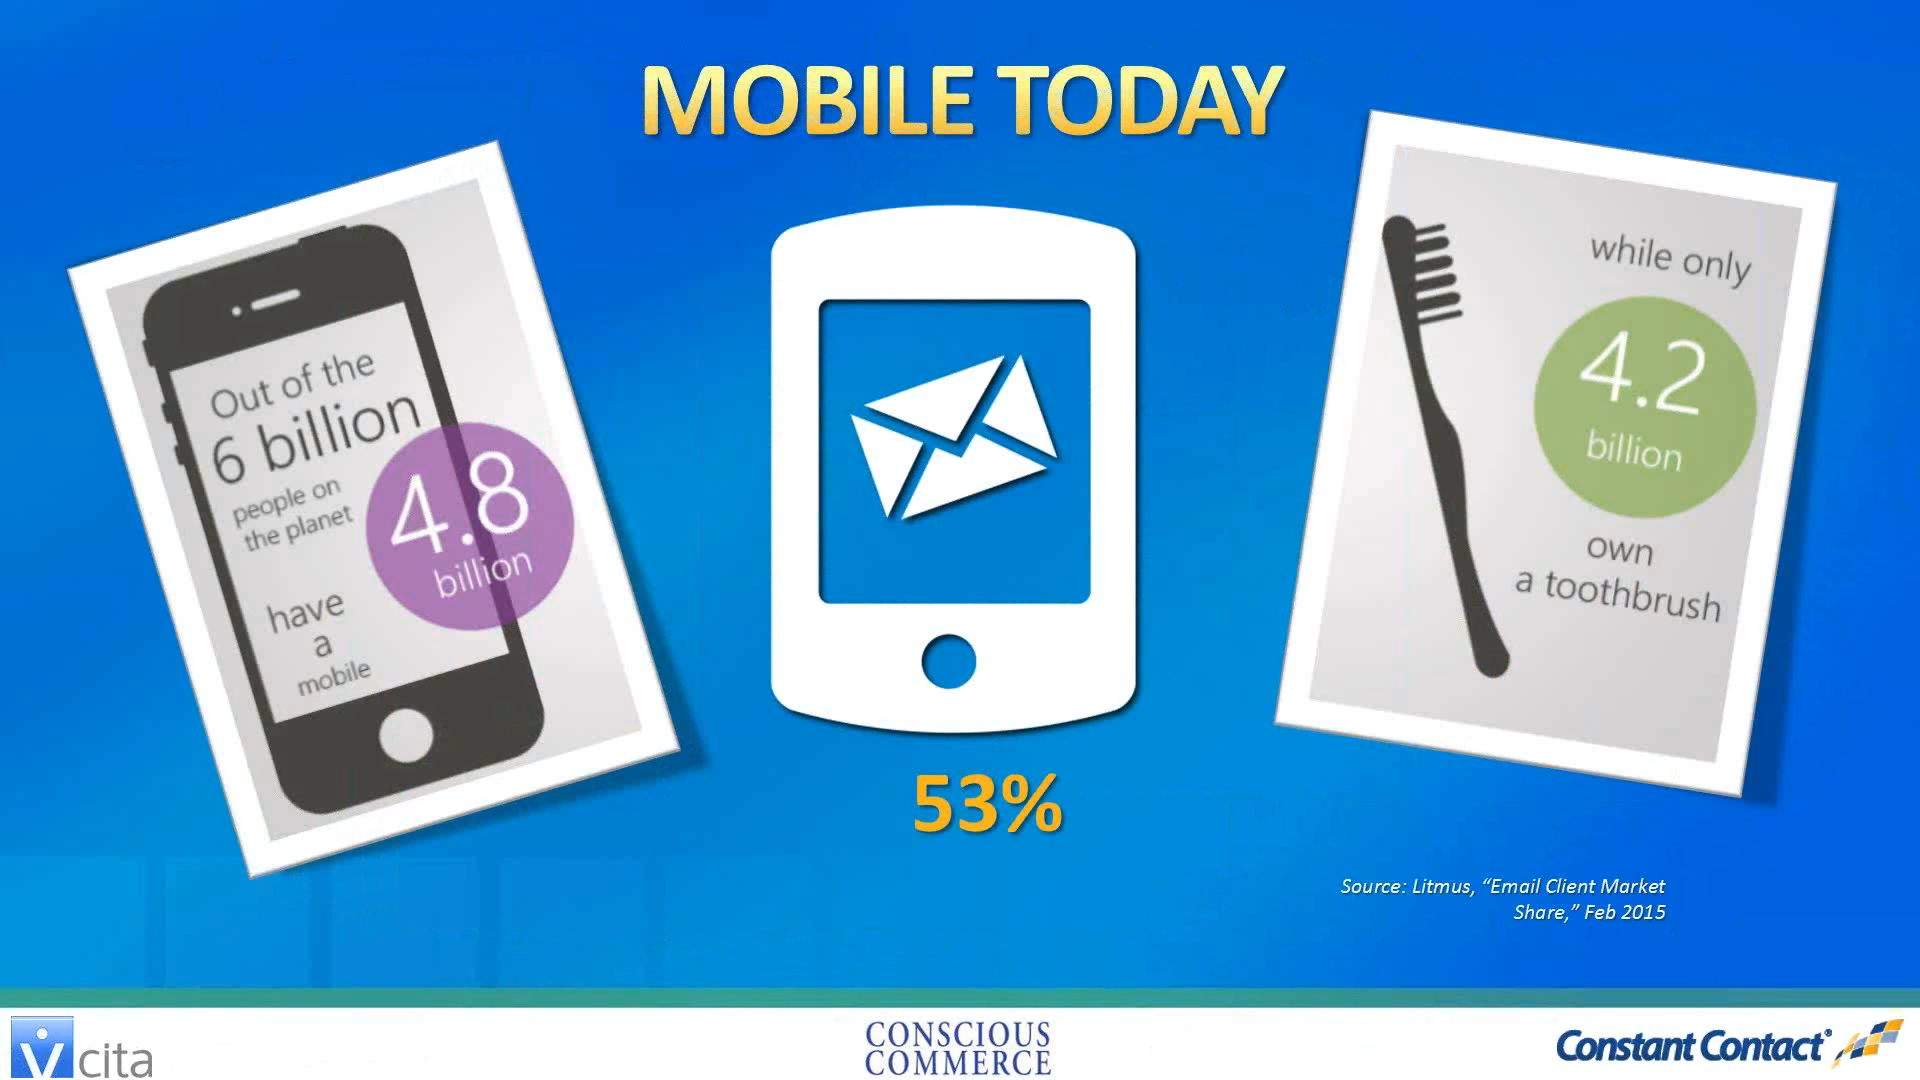 MOBILE TODAY
Out of the
6 billion
people on
the planet
4.8
billion
have
a
mobile
53%
while only
4.2
billion
own
a toothbrush
Source: Litmus, “Email Client Market
Share,” Feb 2015
vcita
CONSCIOUS
COMMERCE
Constant Contact®